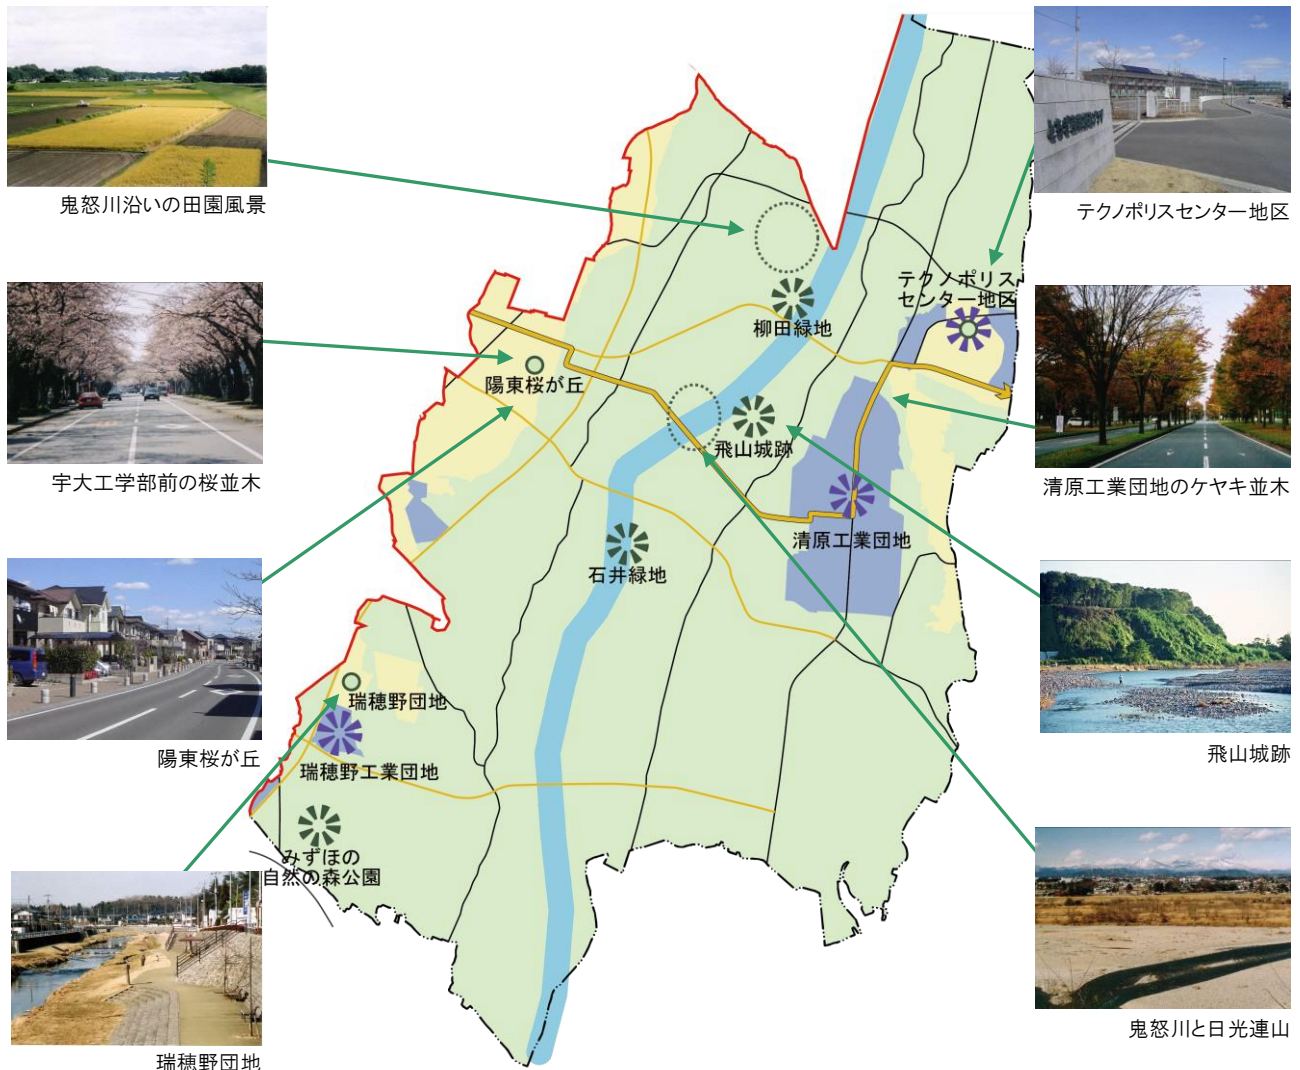 鬼怒川沿いの田園風景
宇大工学部前の桜並木
陽東桜が丘
瑞穂野団地
テクノポリス
センター地区
柳田緑地
陽東桜が丘
飛山城跡
清原工業団地
石井緑地
瑞穂野団地
瑞穂野工業団地
みずほの
自然の森公園
テクノポリスセンター地区
清原工業団地のケヤキ並木
飛山城跡
鬼怒川と日光連山